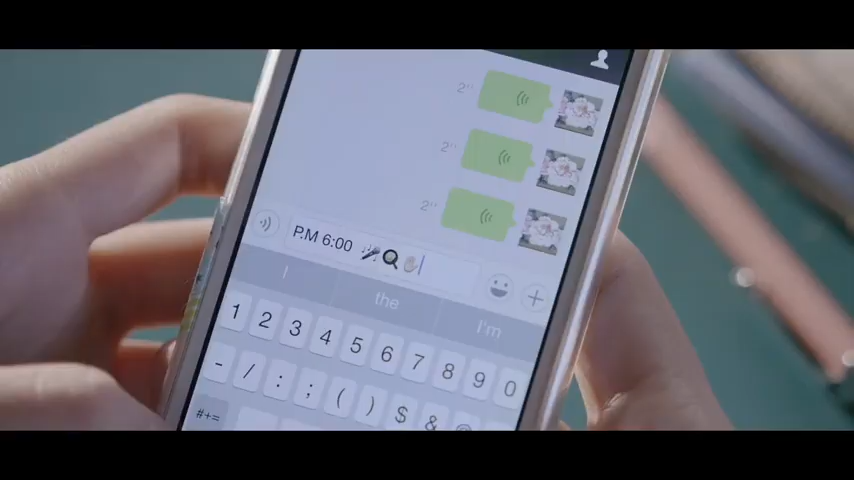 2''
2''
2''
P.M 6:00 🎤🔍✋
I the I'm
1 2 3 4 5 6 7 8 9 0
- / : ; ( ) $ & @
#+=